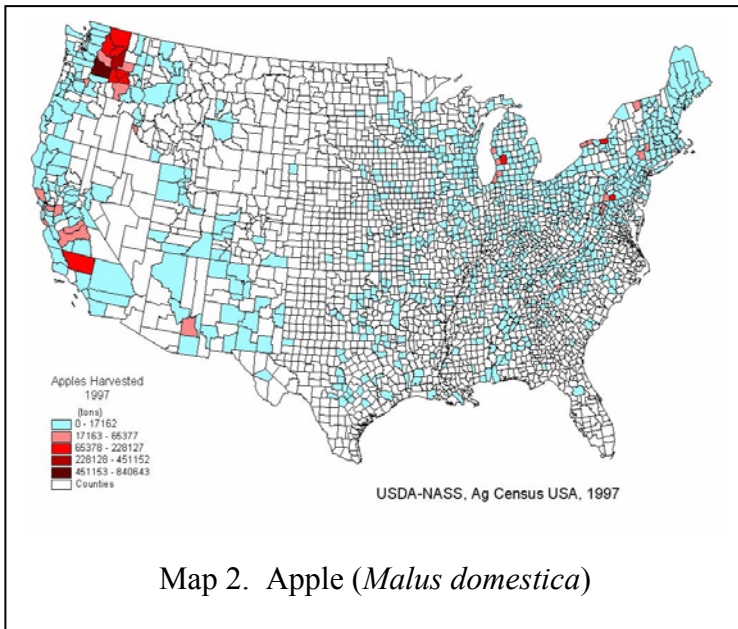 Apples Harvested
1997
(tons)
0 - 17162
17163 - 65377
65378 - 228127
228128 - 451152
451153 - 840643
Counties
USDA-NASS, Ag Census USA, 1997
Map 2. Apple (Malus domestica)